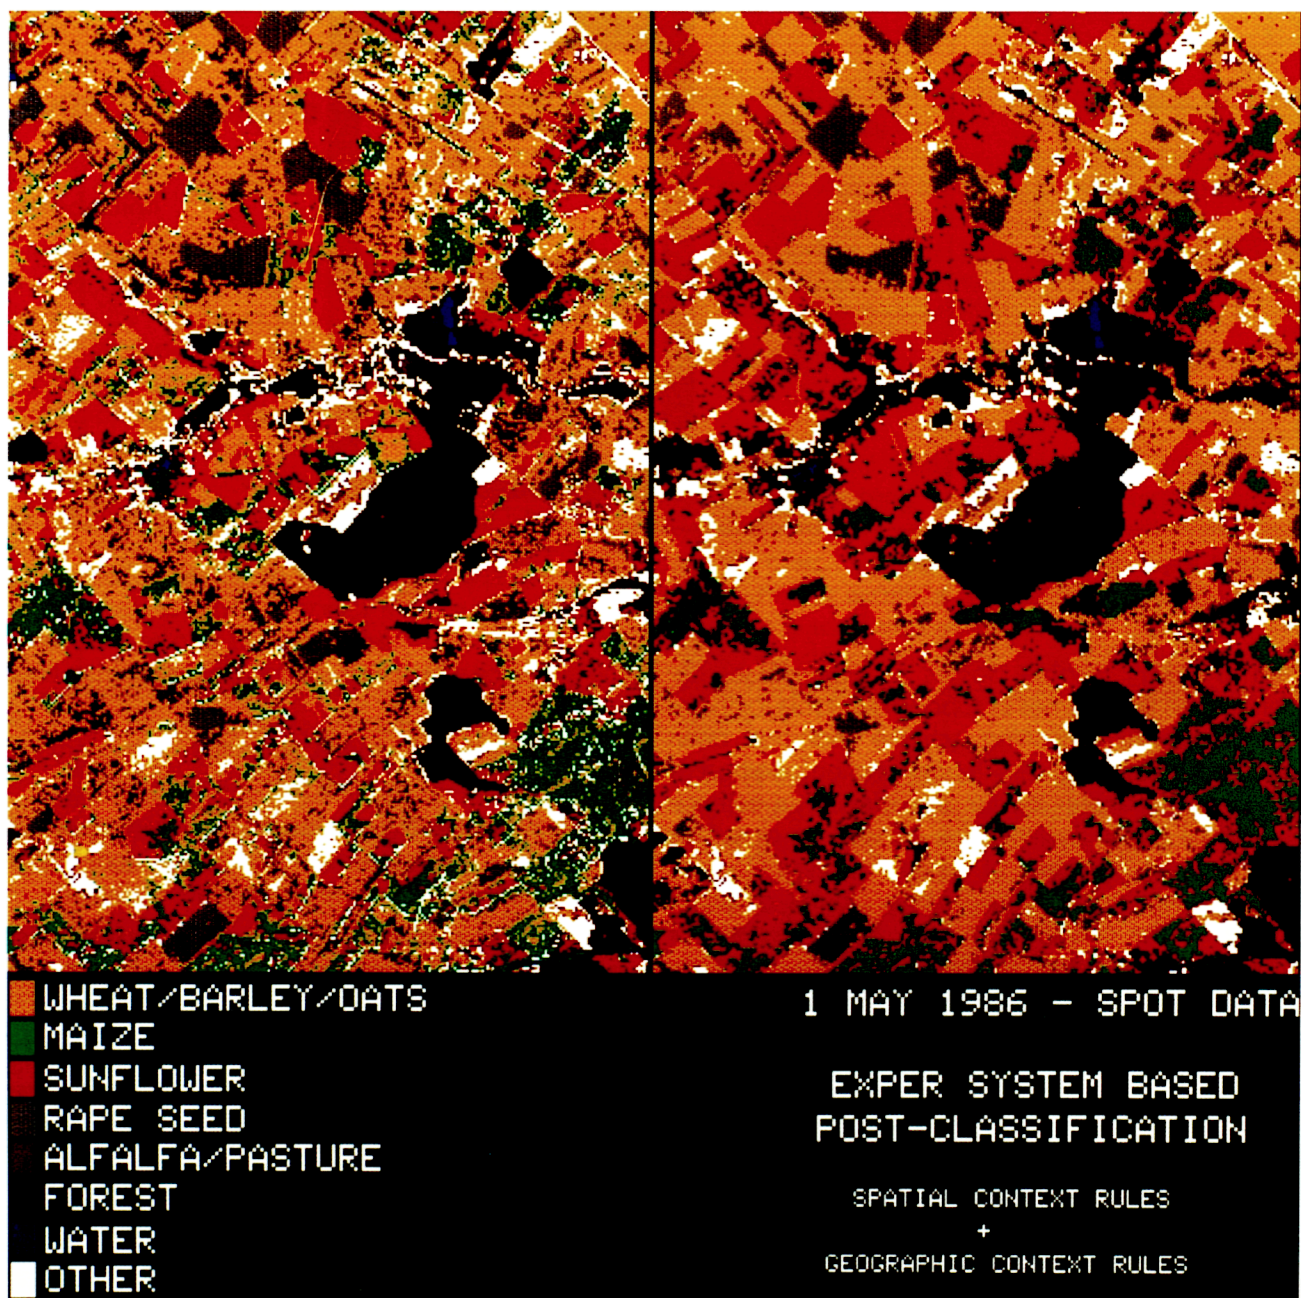 WHEAT/BARLEY/OATS
MAIZE
SUNFLOWER
RAPE SEED
ALFALFA/PASTURE
FOREST
WATER
OTHER
1 MAY 1986 - SPOT DATA
EXPER SYSTEM BASED
POST-CLASSIFICATION
SPATIAL CONTEXT RULES
+
GEOGRAPHIC CONTEXT RULES